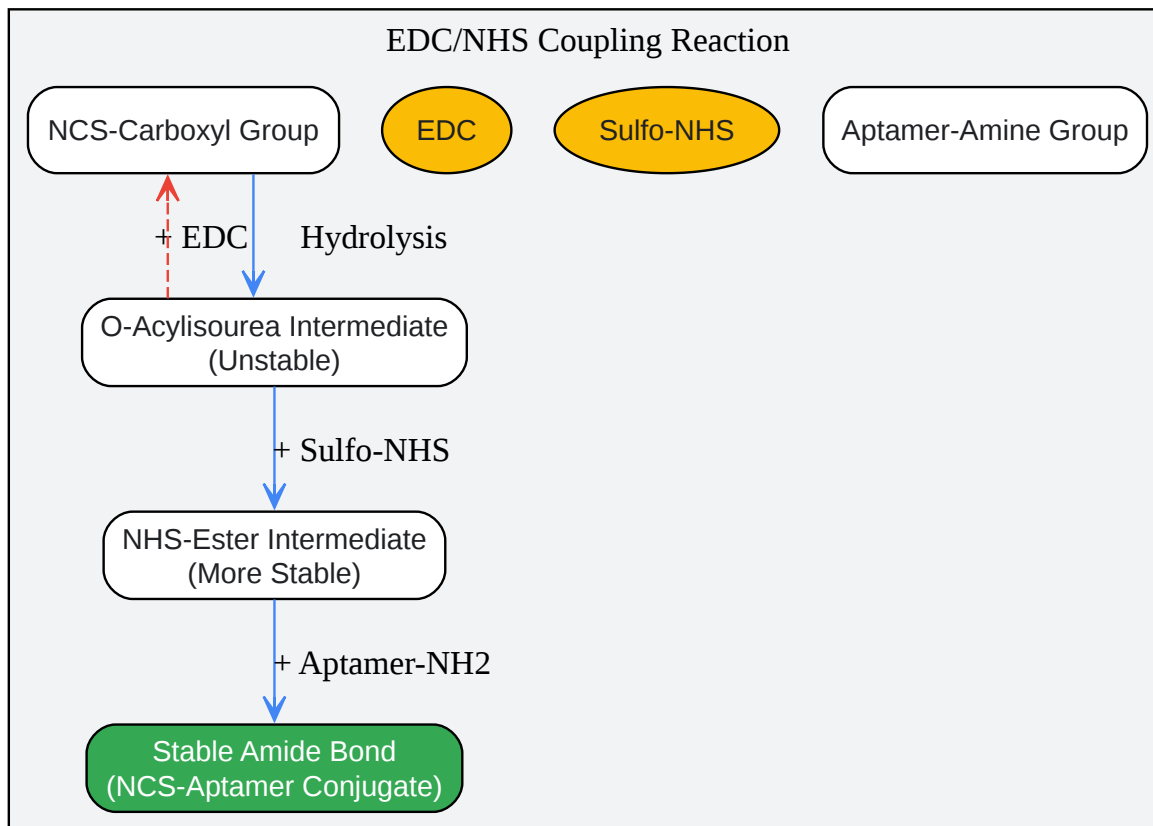 EDC/NHS Coupling Reaction
NCS-Carboxyl Group
EDC
Sulfo-NHS
Aptamer-Amine Group
+ EDC
Hydrolysis
O-Acylisourea Intermediate
(Unstable)
+ Sulfo-NHS
NHS-Ester Intermediate
(More Stable)
+ Aptamer-NH2
Stable Amide Bond
(NCS-Aptamer Conjugate)